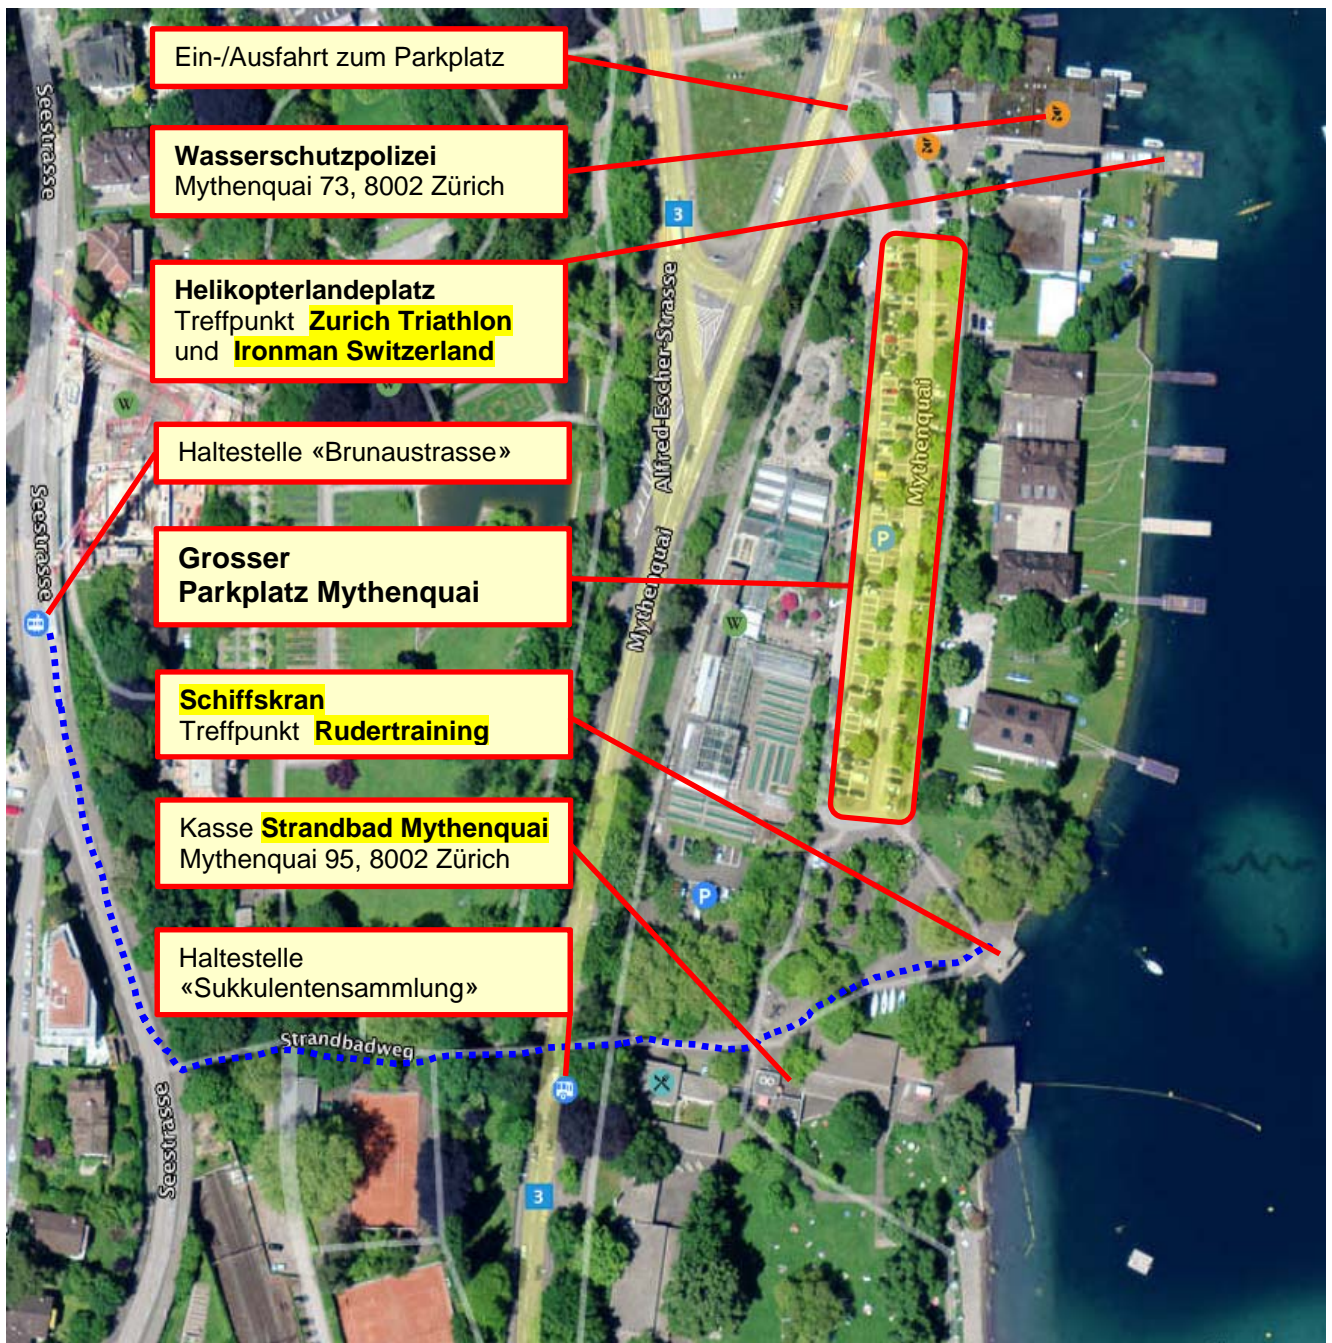 Ein-/Ausfahrt zum Parkplatz
Wasserschutzpolizei
Mythenquai 73, 8002 Zürich
Helikopterlandeplatz
Treffpunkt Zurich Triathlon
und Ironman Switzerland
Haltestelle «Brunaustrasse»
Grosser
Parkplatz Mythenquai
Schiffskran
Treffpunkt Rudertraining
Kasse Strandbad Mythenquai
Mythenquai 95, 8002 Zürich
Haltestelle
«Sukkulentensammlung»
Seestrasse
Seestrasse
Seestrasse
Strandbadweg
Alfred-Escher-Strasse
Mythenquai
Mythenquai
3
3
P
P
W
W
W